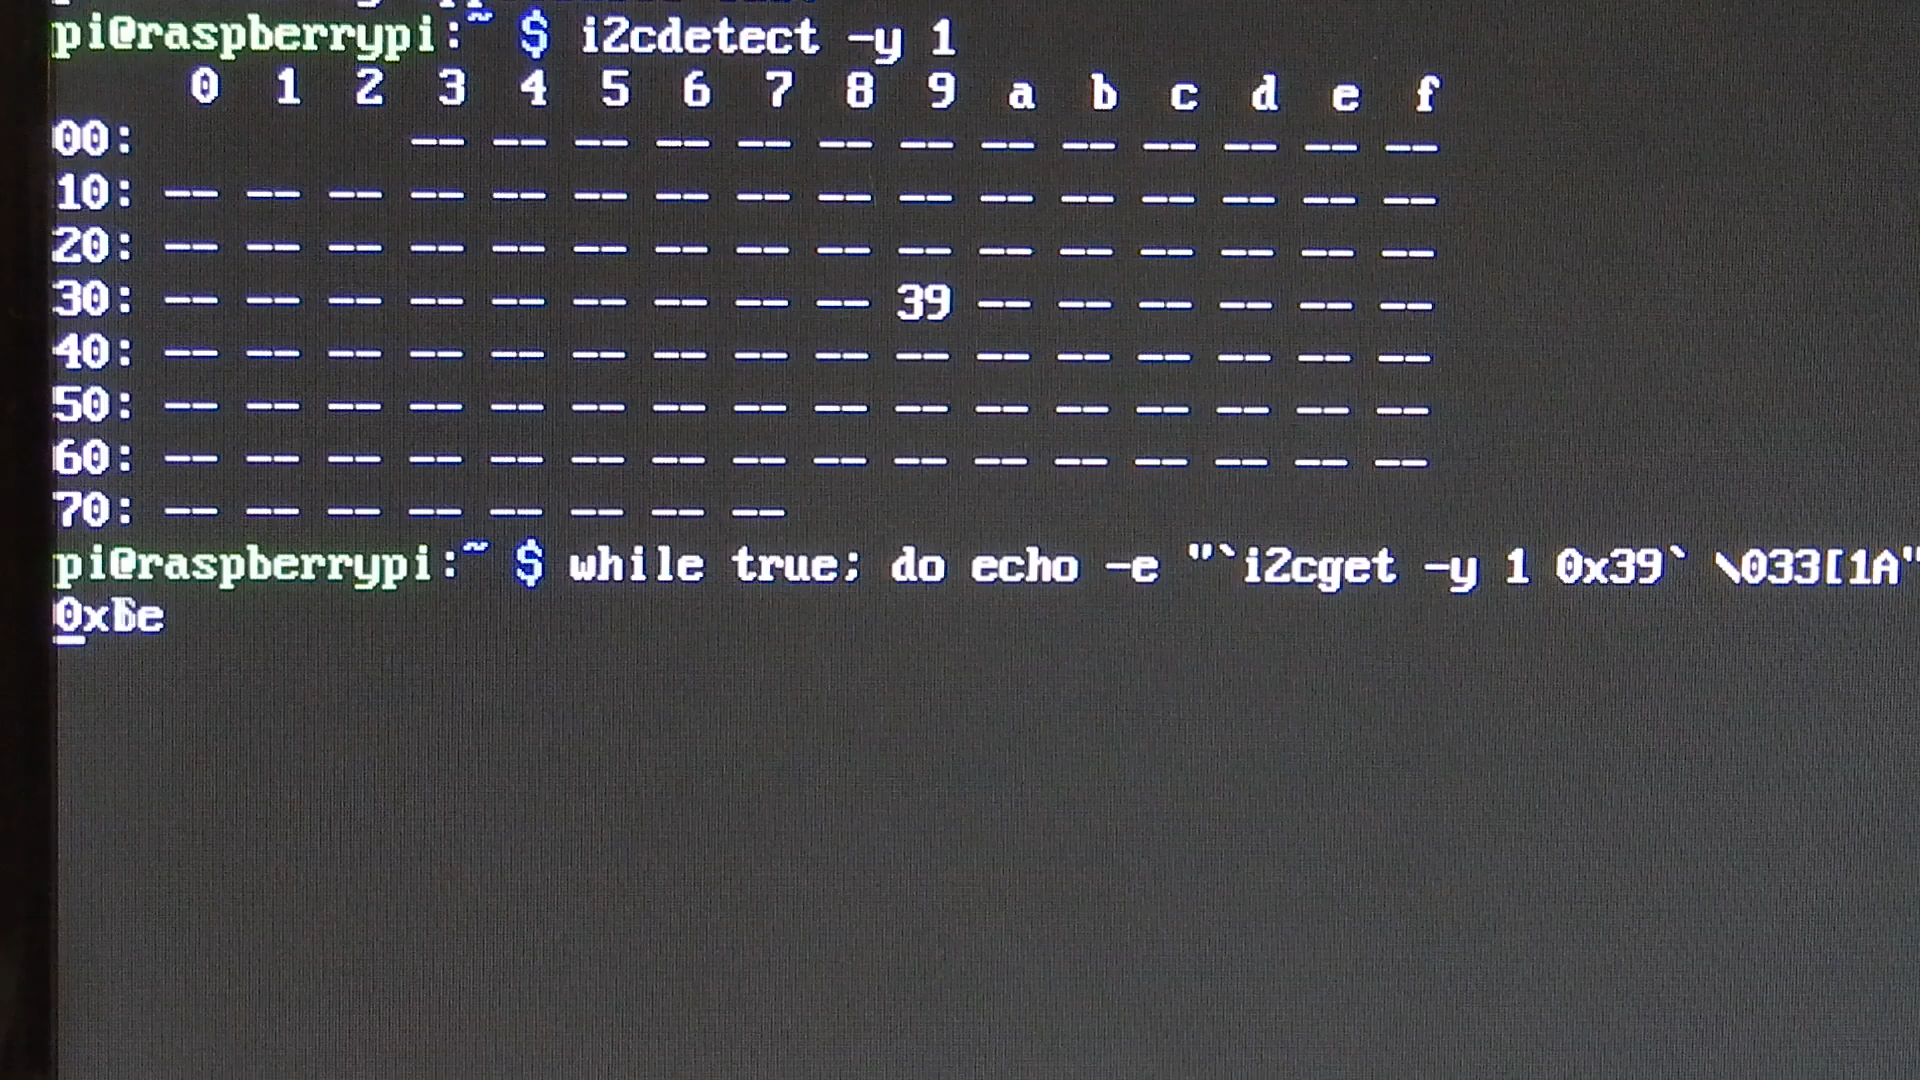 pi@raspberrypi:~ $ i2cdetect -y 1
     0  1  2  3  4  5  6  7  8  9  a  b  c  d  e  f
00:          -- -- -- -- -- -- -- -- -- -- -- -- --
10: -- -- -- -- -- -- -- -- -- -- -- -- -- -- -- --
20: -- -- -- -- -- -- -- -- -- -- -- -- -- -- -- --
30: -- -- -- -- -- -- -- -- -- 39 -- -- -- -- -- --
40: -- -- -- -- -- -- -- -- -- -- -- -- -- -- -- --
50: -- -- -- -- -- -- -- -- -- -- -- -- -- -- -- --
60: -- -- -- -- -- -- -- -- -- -- -- -- -- -- -- --
70: -- -- -- -- -- -- -- --
pi@raspberrypi:~ $ while true; do echo -e "`i2cget -y 1 0x39` \033[1A"